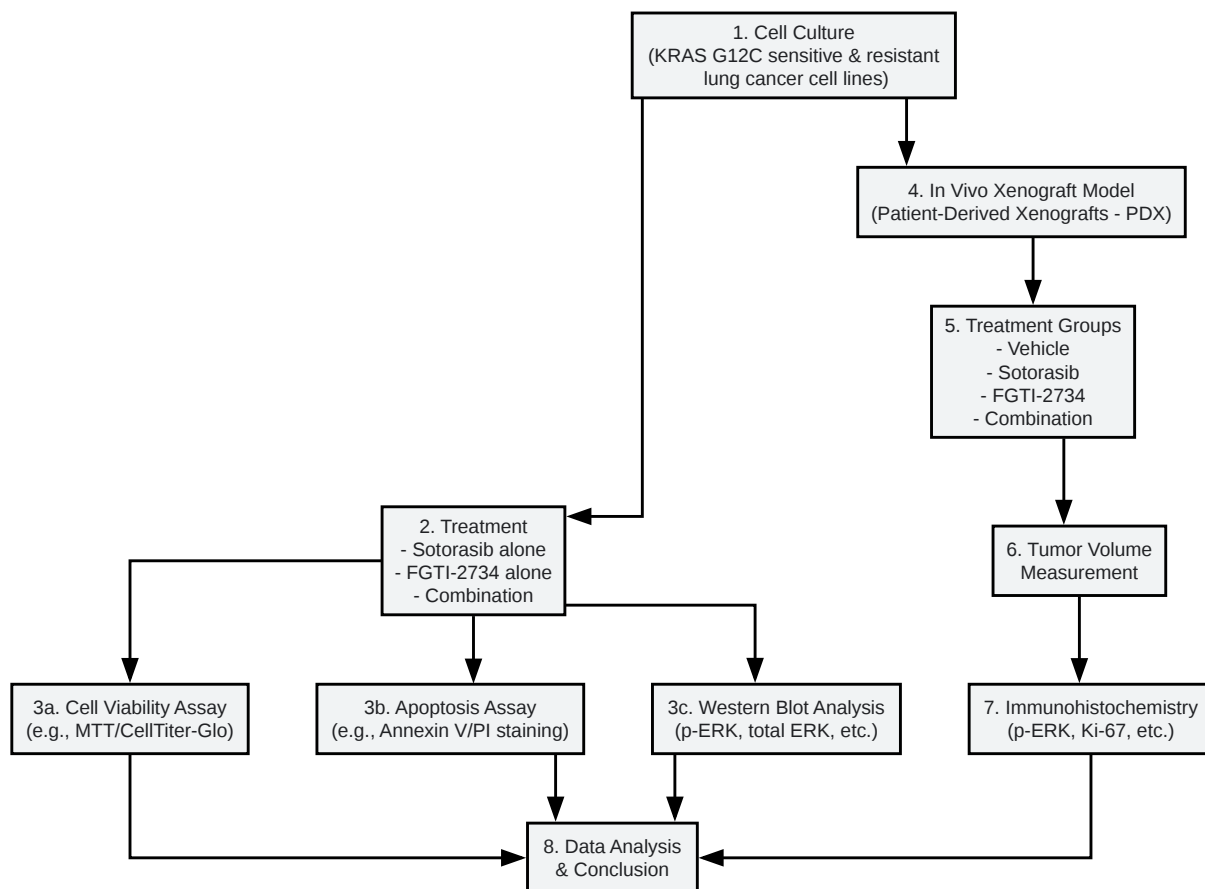 1. Cell Culture
(KRAS G12C sensitive & resistant
lung cancer cell lines)
4. In Vivo Xenograft Model
(Patient-Derived Xenografts - PDX)
5. Treatment Groups
- Vehicle
- Sotorasib
- FGTI-2734
- Combination
2. Treatment
- Sotorasib alone
- FGTI-2734 alone
- Combination
6. Tumor Volume
Measurement
3a. Cell Viability Assay
(e.g., MTT/CellTiter-Glo)
3b. Apoptosis Assay
(e.g., Annexin V/PI staining)
3c. Western Blot Analysis
(p-ERK, total ERK, etc.)
7. Immunohistochemistry
(p-ERK, Ki-67, etc.)
8. Data Analysis
& Conclusion